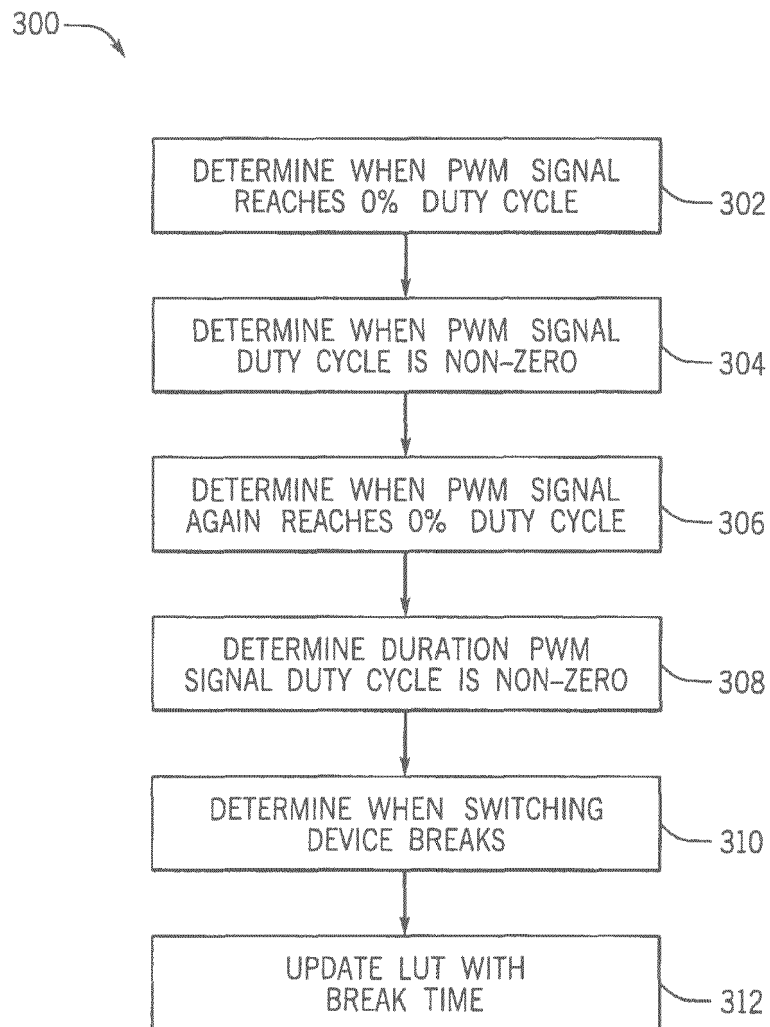 300
DETERMINE WHEN PWM SIGNAL
REACHES 0% DUTY CYCLE
302
DETERMINE WHEN PWM SIGNAL
DUTY CYCLE IS NON-ZERO
304
DETERMINE WHEN PWM SIGNAL
AGAIN REACHES 0% DUTY CYCLE
306
DETERMINE DURATION PWM
SIGNAL DUTY CYCLE IS NON-ZERO
308
DETERMINE WHEN SWITCHING
DEVICE BREAKS
310
UPDATE LUT WITH
BREAK TIME
312